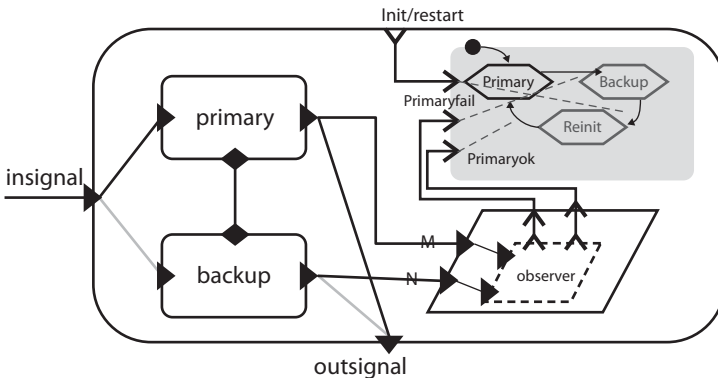 Init/restart
Primary
Backup
Primaryfail
Reinit
primary
Primaryok
insignal
M
backup
N
observer
outsignal